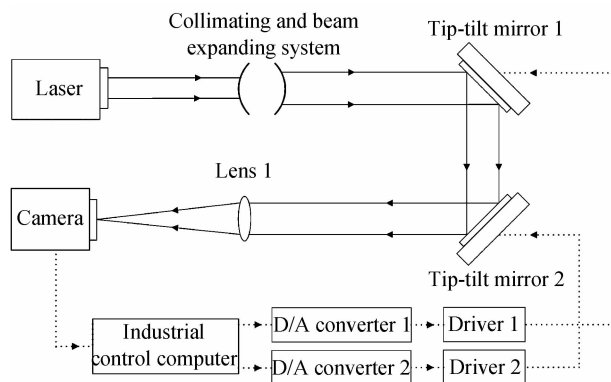 Collimating and beam
expanding system
Tip-tilt mirror 1
Laser
Lens 1
Camera
Tip-tilt mirror 2
Industrial
control computer
D/A converter 1
Driver 1
D/A converter 2
Driver 2